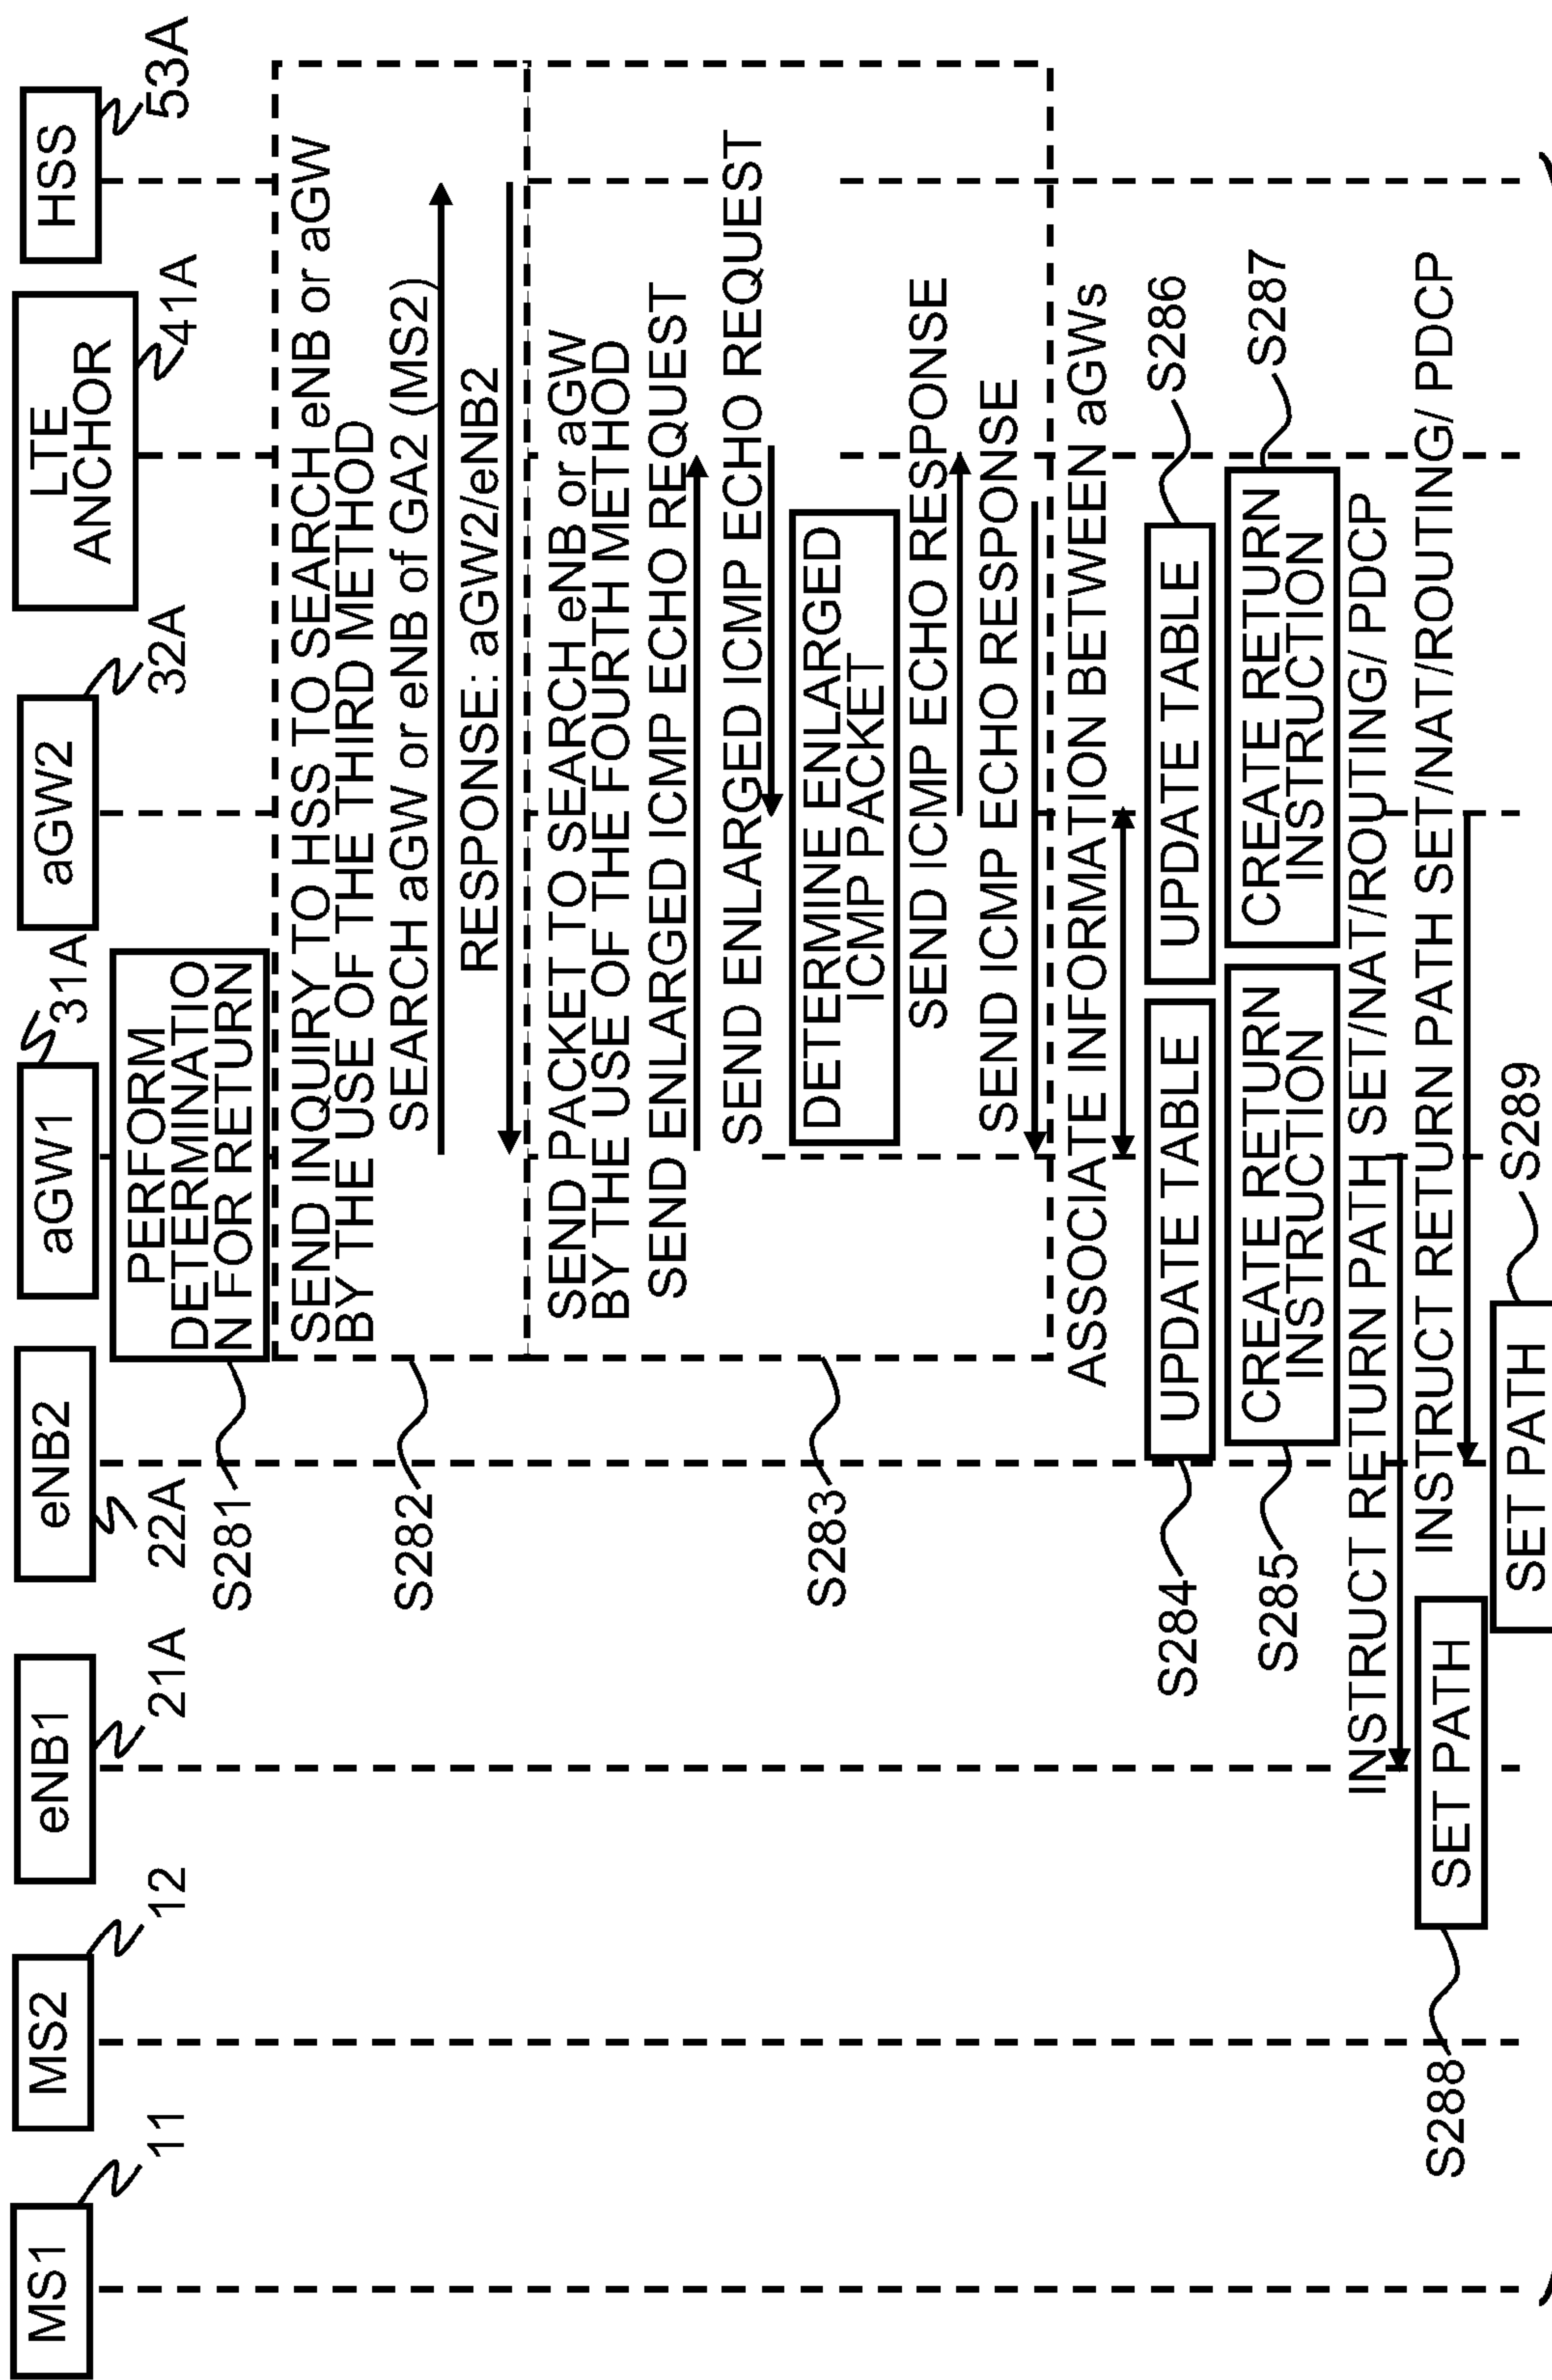 MS1
11
MS2
12
eNB1
21A
eNB2
22A
aGW1
31A
aGW2
32A
LTE
ANCHOR
41A
HSS
53A
PERFORM
DETERMINATIO
N FOR RETURN
S281
SEND INQUIRY TO HSS TO SEARCH eNB or aGW
BY THE USE OF THE THIRD METHOD
S282
SEARCH aGW or eNB of GA2 (MS2)
RESPONSE: aGW2/eNB2
SEND PACKET TO SEARCH eNB or aGW
BY THE USE OF THE FOURTH METHOD
SEND ENLARGED ICMP ECHO REQUEST
SEND ENLARGED ICMP ECHO REQUEST
S283
DETERMINE ENLARGED
ICMP PACKET
SEND ICMP ECHO RESPONSE
SEND ICMP ECHO RESPONSE
ASSOCIATE INFORMATION BETWEEN aGWs
S284
UPDATE TABLE
UPDATE TABLE
S286
S285
CREATE RETURN
INSTRUCTION
CREATE RETURN
INSTRUCTION
S287
INSTRUCT RETURN PATH SET/NAT/ROUTING/ PDCP
INSTRUCT RETURN PATH SET/NAT/ROUTING/ PDCP
S288
SET PATH
SET PATH
S289